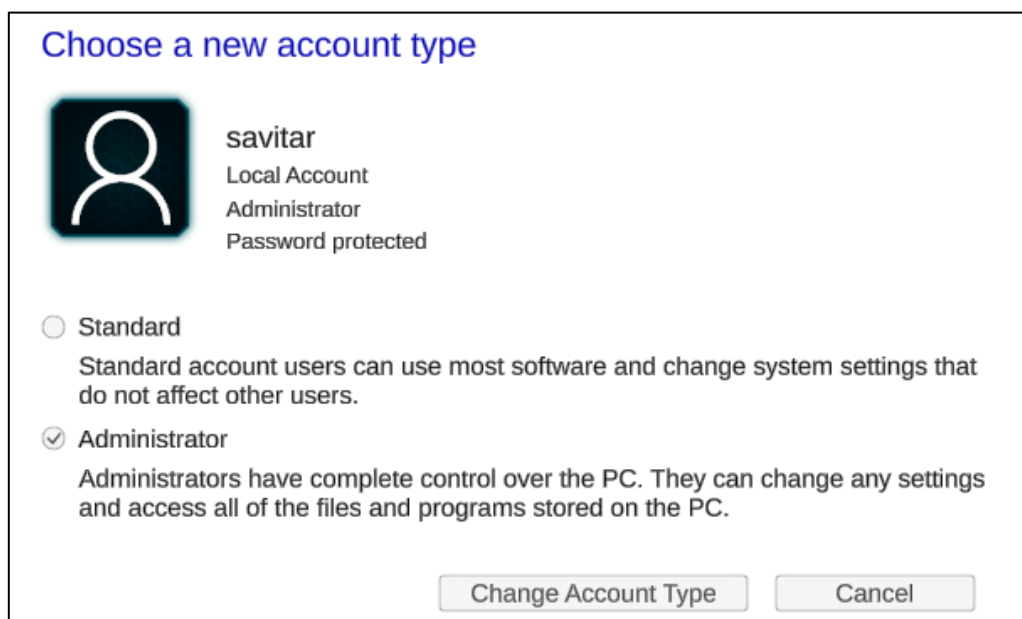 Choose a new account type
savitar
Local Account
Administrator
Password protected
Standard
Standard account users can use most software and change system settings that
do not affect other users.
Administrator
Administrators have complete control over the PC. They can change any settings
and access all of the files and programs stored on the PC.
Change Account Type Cancel